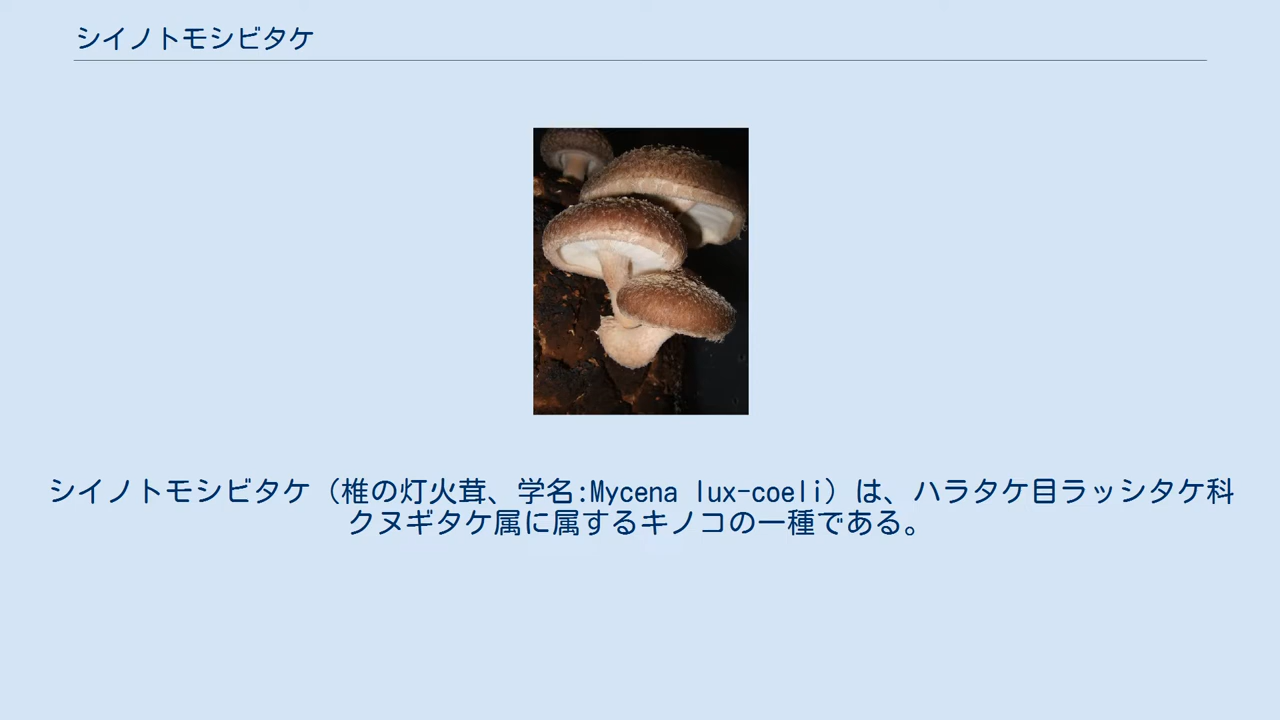 シイノトモシビタケ
シイノトモシビタケ（椎の灯火茸、学名:Mycena lux-coeli）は、ハラタケ目ラッシタケ科
クヌギタケ属に属するキノコの一種である。